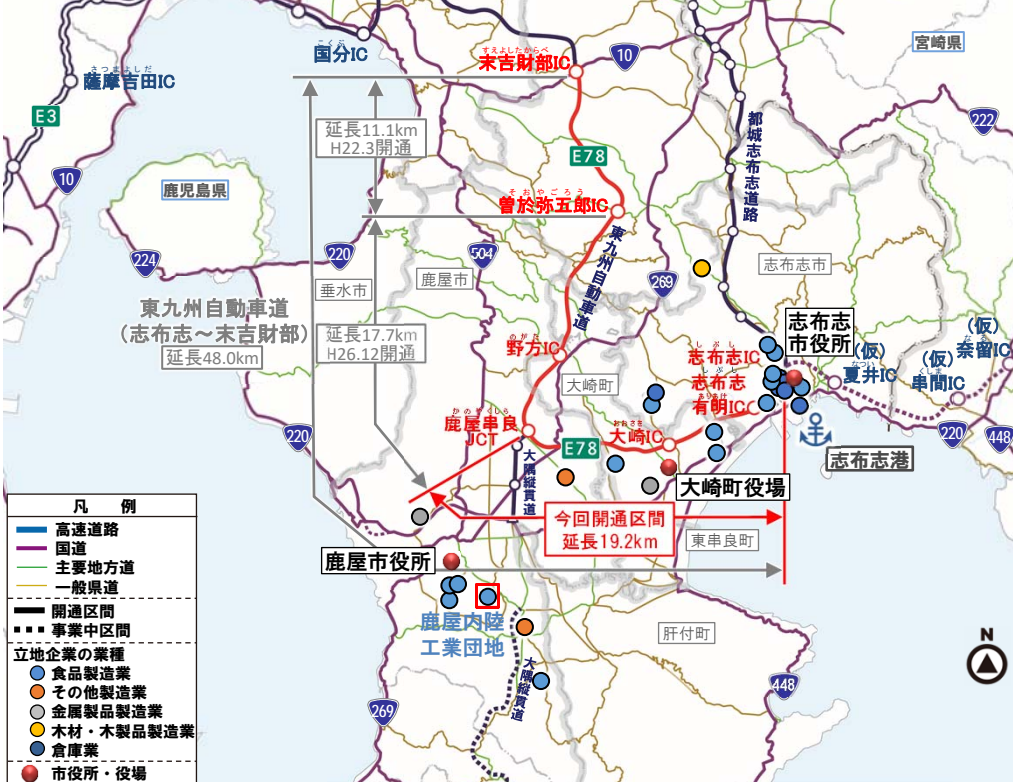 こくぶ
国分IC
さつまよしだ
薩摩吉田IC
E3
10
すえよしたからべ
末吉財部IC
10
宮崎県
222
延長11.1km
H22.3開通
E78
都城志布志道路
鹿児島県
そおやごろう
曽於弥五郎IC
224
220
504
東九州自動車道
鹿屋市
垂水市
269
志布志市
東九州自動車道
(志布志～末吉財部)
延長48.0km
延長17.7km
H26.12開通
のがた
野方IC
志布志
市役所
しぶし
志布志IC
しぶし
志布志
ありあけ
有明IC
(仮)
なつい
夏井IC
(仮)
くしま
串間IC
(仮)
奈留IC
大崎町
かのやくしら
鹿屋串良
JCT
E78
おおさき
大崎IC
220
220
448
志布志港
大隅縦貫道
大崎町役場
今回開通区間
延長19.2km
東串良町
鹿屋市役所
鹿屋内陸
工業団地
肝付町
大隅縦貫道
269
448
N
凡 例
高速道路
国道
主要地方道
一般県道
開通区間
事業中区間
立地企業の業種
食品製造業
その他製造業
金属製品製造業
木材・木製品製造業
倉庫業
市役所・役場